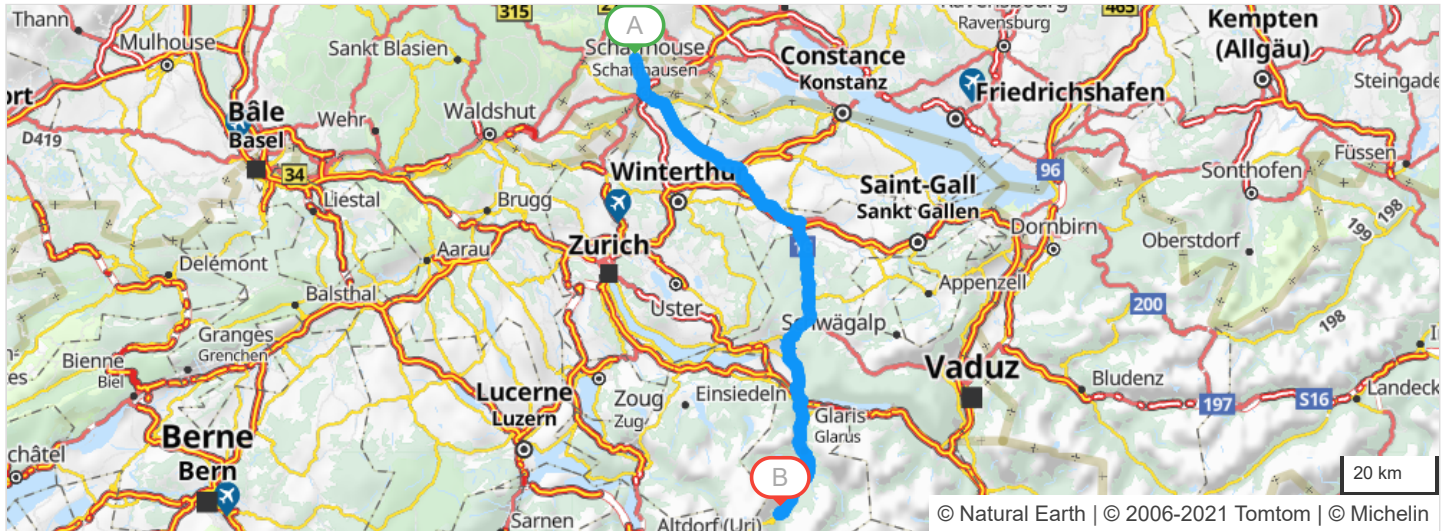 Thann
315
A
Ravensburg
465
Kempten
(Allgäu)
Mulhouse
Sankt Blasien
Schaffhausen
Constance
Konstanz
Steingade
ort
Bâle
Basel
Wehr
Waldshut
Friedrichshafen
D419
34
Winterthu
96
Sonthofen
Füssen
Liestal
Brugg
Saint-Gall
Sankt Gallen
198
199
Zurich
Dornbirn
Oberstdorf
Delémont
Aarau
Appenzell
Balsthal
Uster
200
198
Granges
Grenchen
Bienne
Biel
es
Vaduz
Bludenz
Landeck
Lucerne
Luzern
Zoug
Zug
Einsiedeln
Glaris
Glarus
197
S16
Berne
Bern
châtel
B
20 km
Sarnen
Altdorf (Uri)
© Natural Earth | © 2006-2021 Tomtom | © Michelin